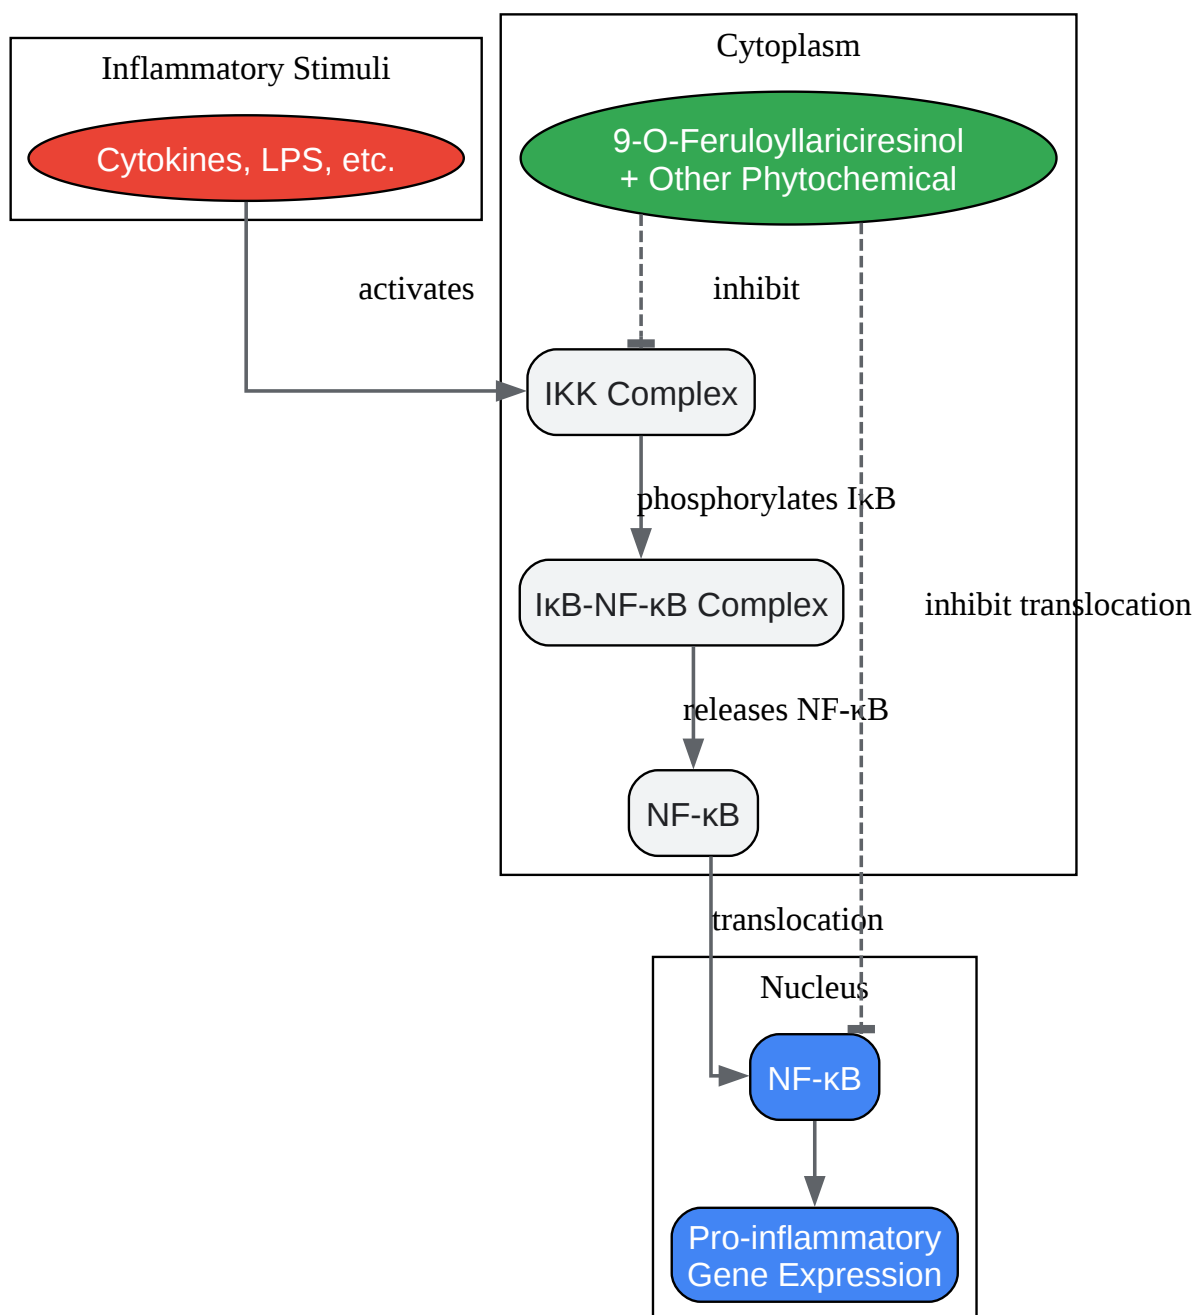 Inflammatory Stimuli
Cytokines, LPS, etc.
Cytoplasm
9-O-Feruloyllariciresinol
+ Other Phytochemical
activates
inhibit
IKK Complex
phosphorylates IκB
IκB-NF-κB Complex
inhibit translocation
releases NF-κB
NF-κB
translocation
Nucleus
NF-κB
Pro-inflammatory
Gene Expression